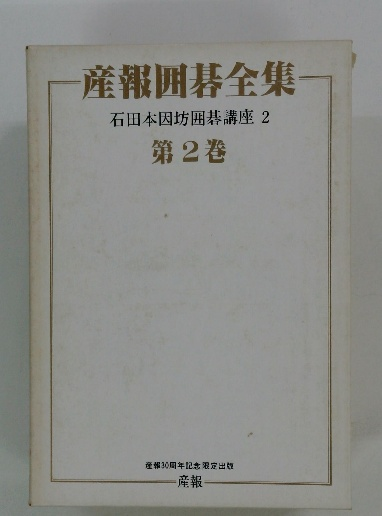 産報囲碁全集
石田本因坊囲碁講座 2
第2巻
産報30周年記念限定出版
産報